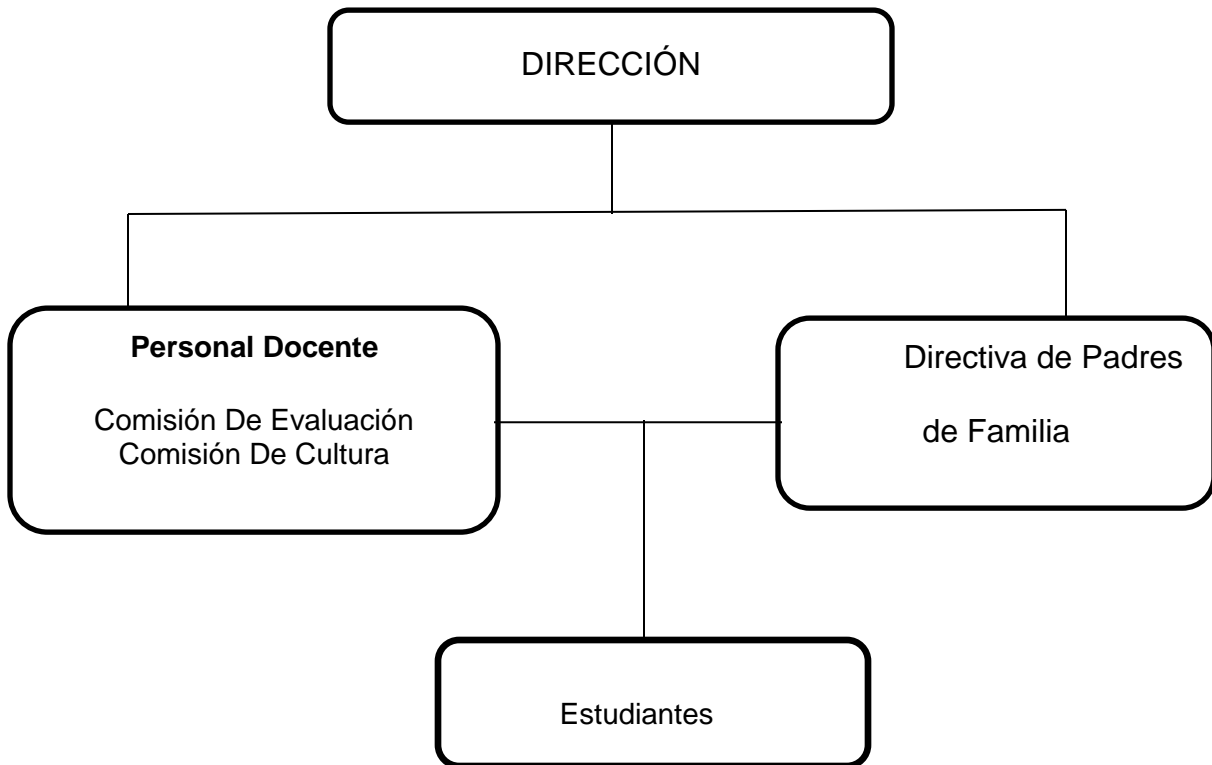 DIRECCIÓN
Personal Docente
Comisión De Evaluación
Comisión De Cultura
Directiva de Padres
de Familia
Estudiantes